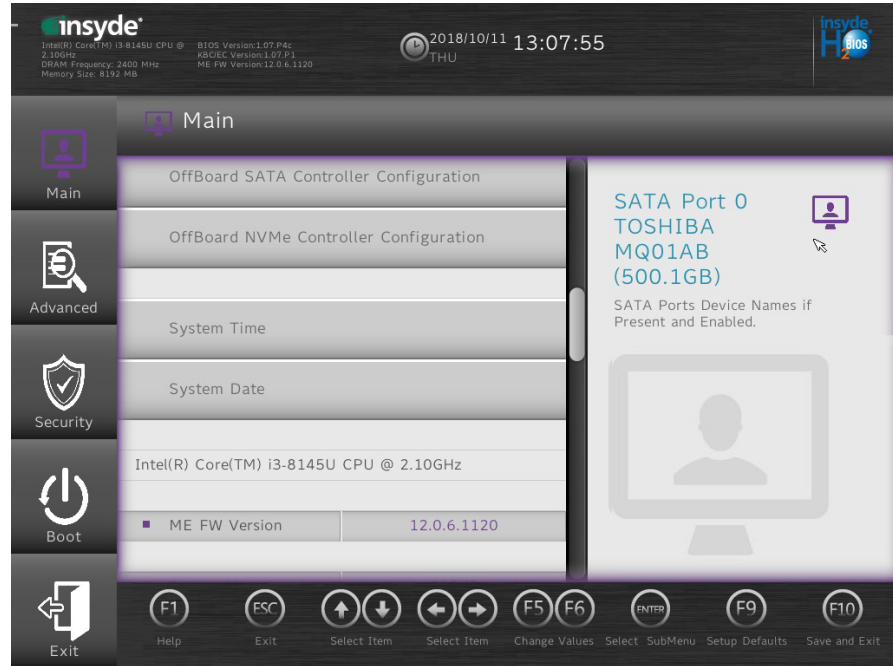 insyde®
Intel(R) Core(TM) i3-8145U CPU @ 2.10GHz
DRAM Frequency: 2400 MHz
Memory Size: 8192 MB
BIOS Version:1.07.P4c
KBC/EC Version:1.07.P1
ME FW Version:12.0.6.1120
2018/10/11 13:07:55
THU
insyde
H2BIOS
Main
Main
Advanced
Security
Boot
Exit
OffBoard SATA Controller Configuration
OffBoard NVMe Controller Configuration
System Time
System Date
Intel(R) Core(TM) i3-8145U CPU @ 2.10GHz
ME FW Version 12.0.6.1120
SATA Port 0
TOSHIBA
MQ01AB
(500.1GB)
SATA Ports Device Names if
Present and Enabled.
F1 ESC F5 F6 ENTER F9 F10
Help Exit Select Item Select Item Change Values Select SubMenu Setup Defaults Save and Exit